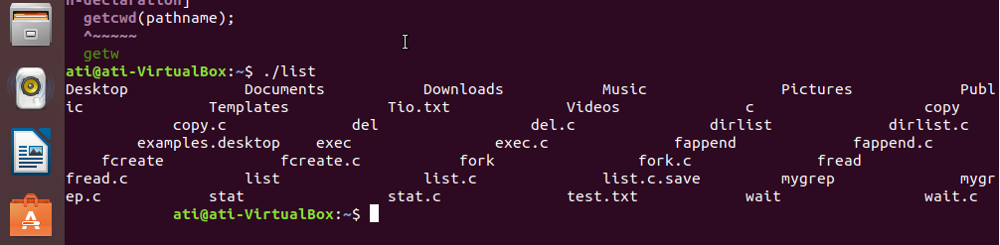 n-declaration]
getcwd(pathname);
^~~~~~
getw
ati@ati-VirtualBox:~$ ./list
Desktop Documents Downloads Music Pictures Publ
ic Templates Tio.txt Videos c copy
copy.c del del.c dirlist dirlist.c
examples.desktop exec exec.c fappend fappend.c
fcreate fcreate.c fork fork.c fread
fread.c list list.c list.c.save mygrep mygr
ep.c stat stat.c test.txt wait wait.c
ati@ati-VirtualBox:~$